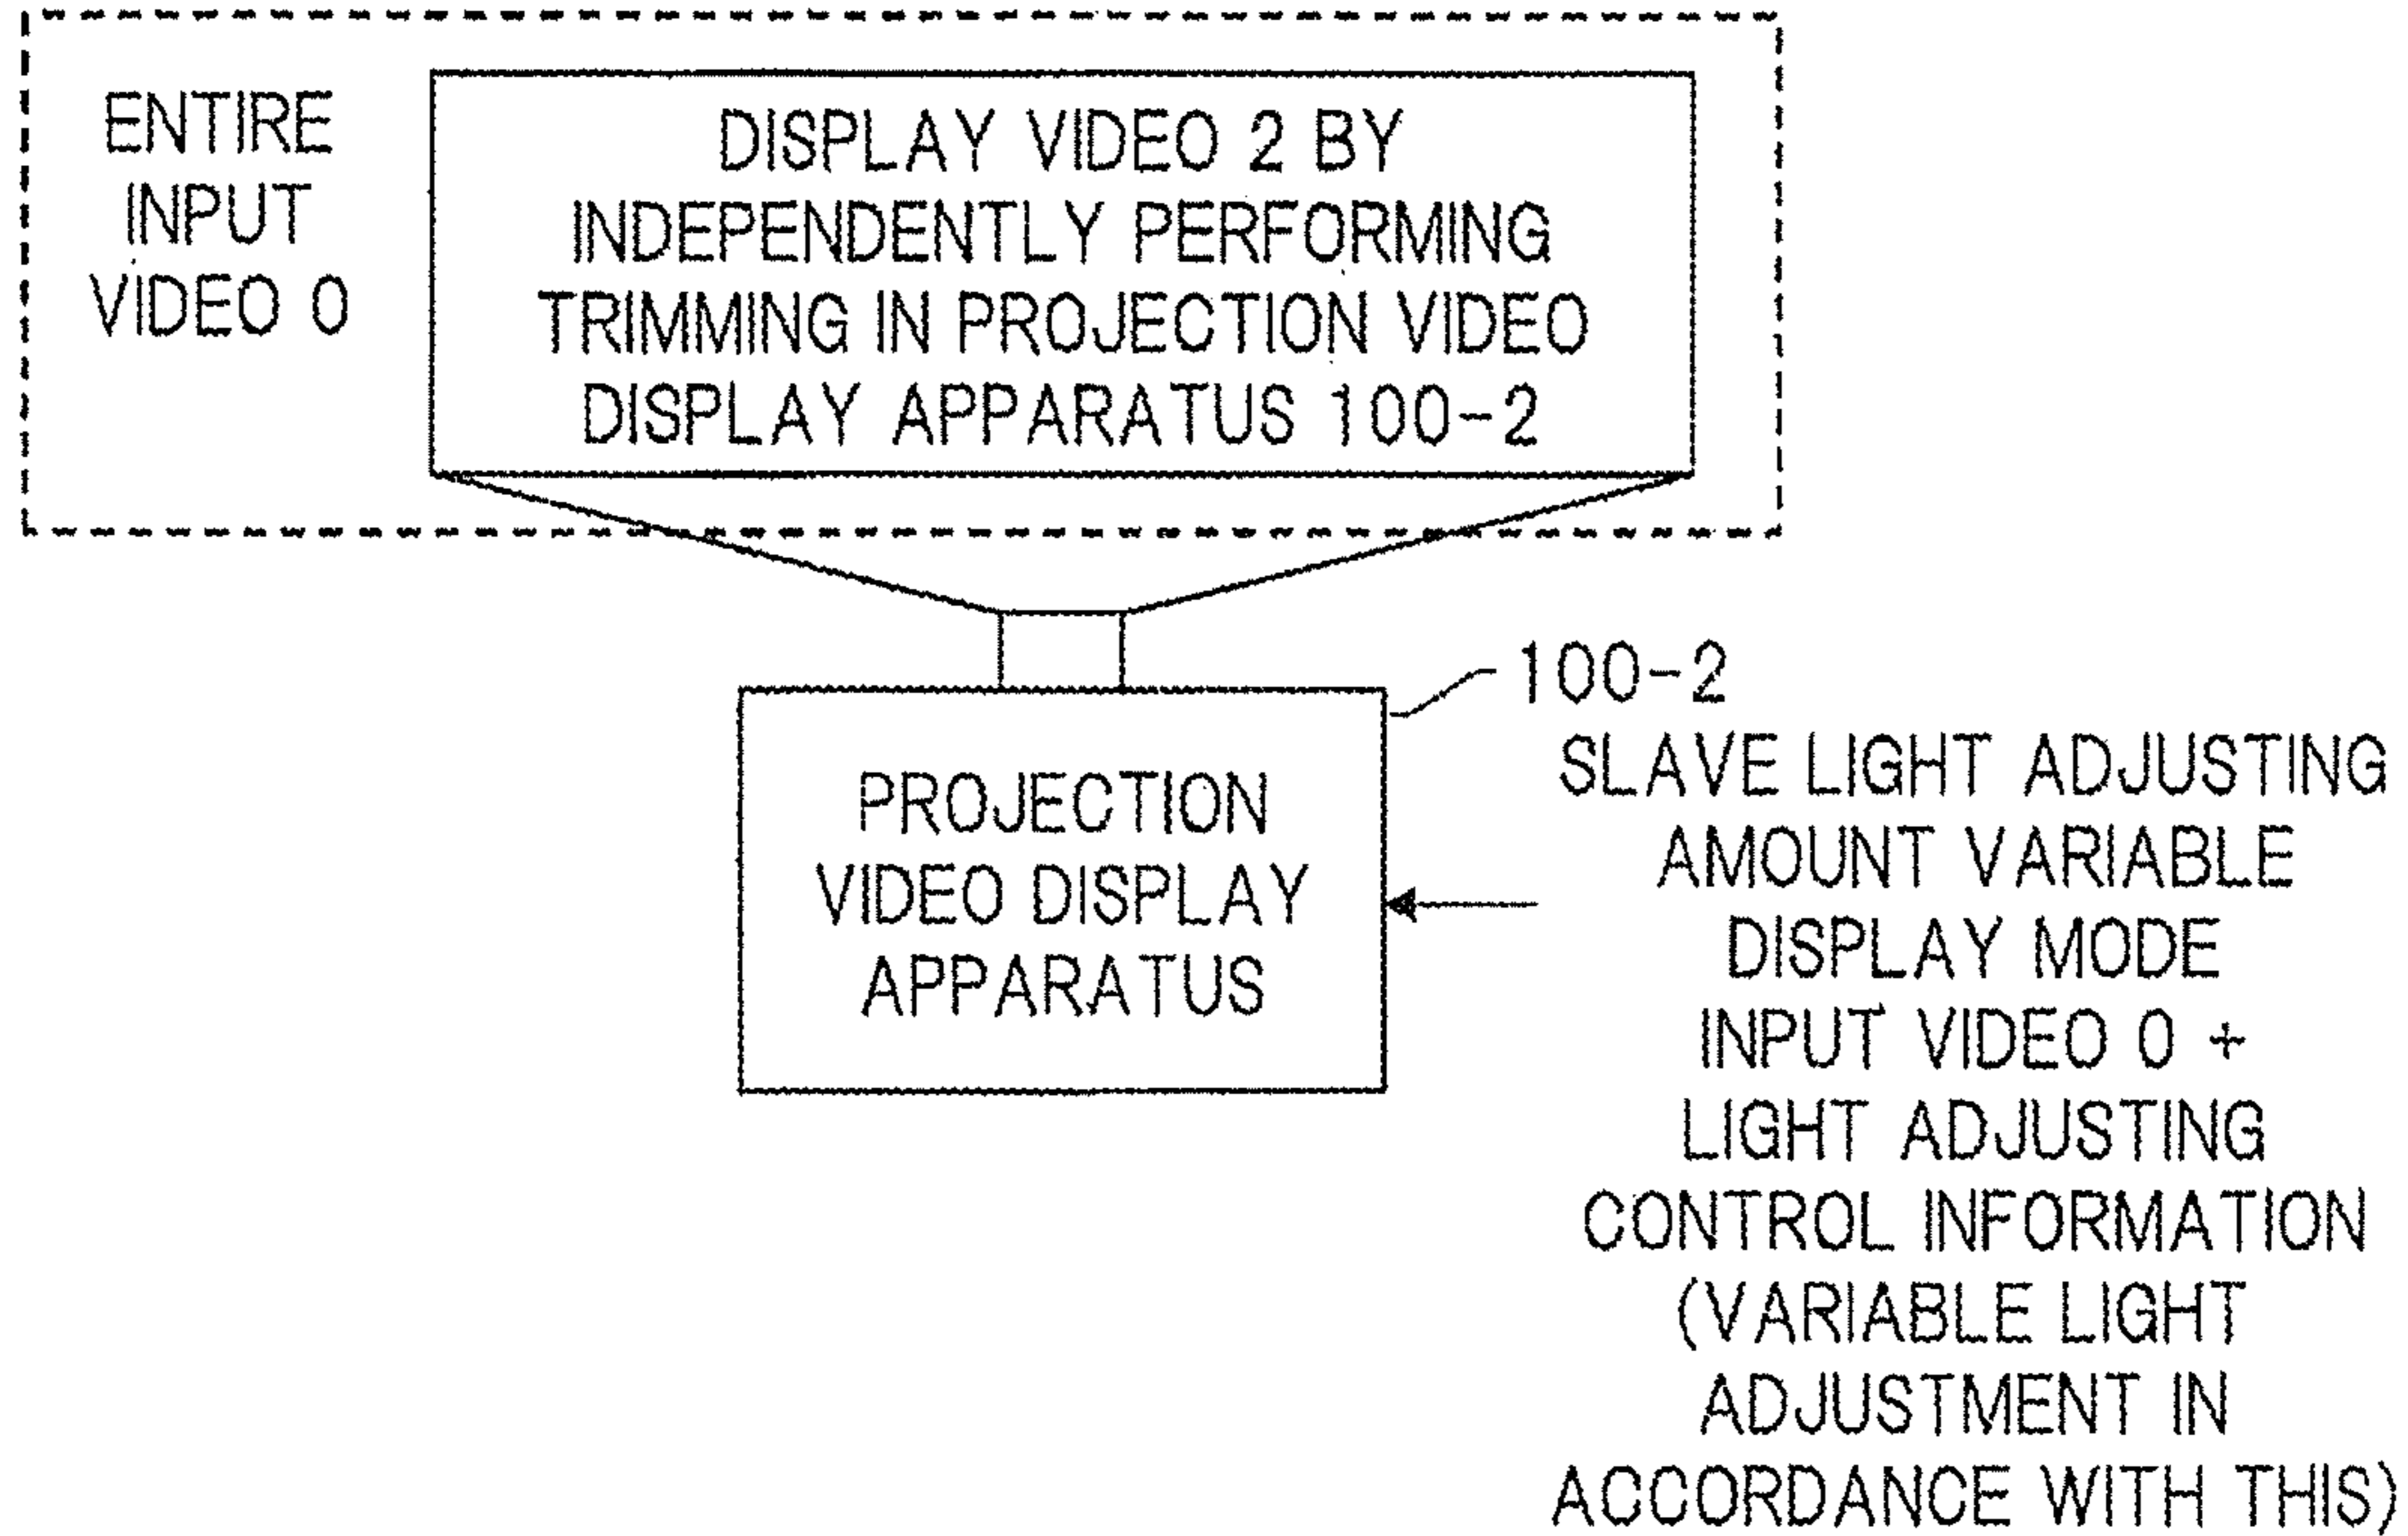 ENTIRE
INPUT
VIDEO 0
DISPLAY VIDEO 2 BY
INDEPENDENTLY PERFORMING
TRIMMING IN PROJECTION VIDEO
DISPLAY APPARATUS 100-2
PROJECTION
VIDEO DISPLAY
APPARATUS
100-2
SLAVE LIGHT ADJUSTING
AMOUNT VARIABLE
DISPLAY MODE
INPUT VIDEO 0 +
LIGHT ADJUSTING
CONTROL INFORMATION
(VARIABLE LIGHT
ADJUSTMENT IN
ACCORDANCE WITH THIS)